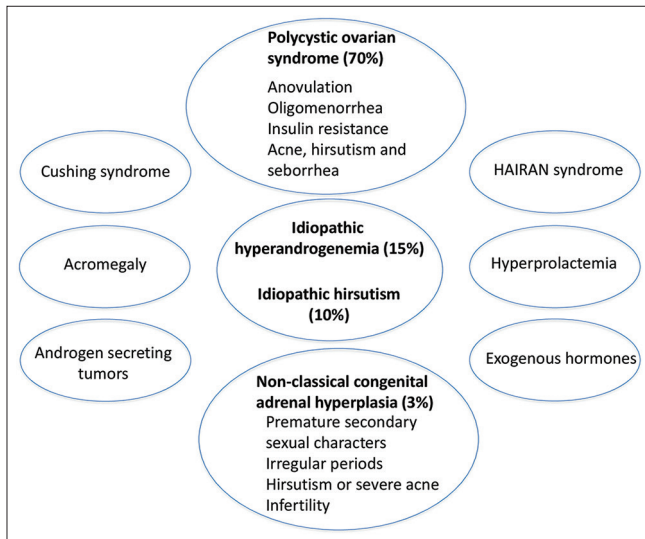 Polycystic ovarian
syndrome (70%)
Anovulation
Oligomenorrhea
Insulin resistance
Acne, hirsutism and
seborrhea
Cushing syndrome
HAIRAN syndrome
Idiopathic
hyperandrogenemia (15%)
Idiopathic hirsutism
(10%)
Acromegaly
Hyperprolactemia
Androgen secreting
tumors
Exogenous hormones
Non-classical congenital
adrenal hyperplasia (3%)
Premature secondary
sexual characters
Irregular periods
Hirsutism or severe acne
Infertility